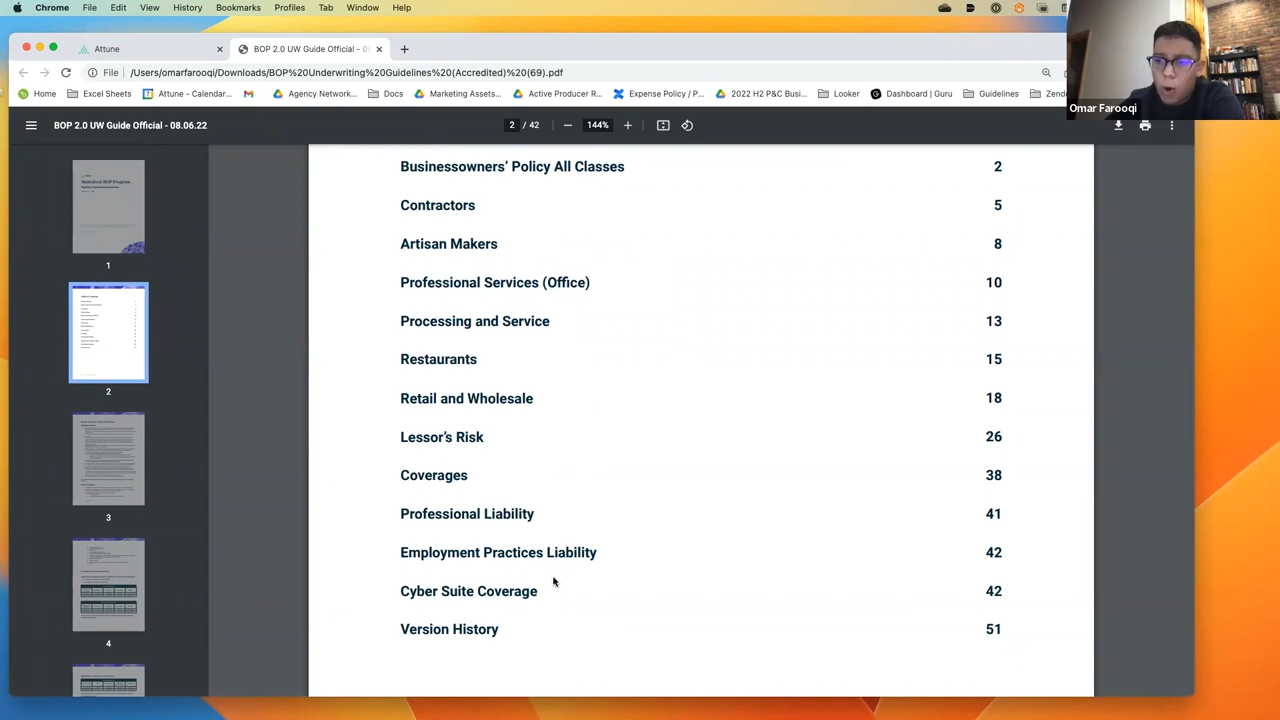 Chrome File Edit View History Bookmarks Profiles Tab Window Help
Attune
BOP 2.0 UW Guide Official - 0
File /Users/omarfarooqi/Downloads/BOP%20Underwriting%20Guidelines%20(Accredited)%20(69).pdf
Home Excel Sheets Attune - Calendar... Agency Network... Docs Marketing Assets... Active Producer R... Expense Policy / P... 2022 H2 P&C Busi... Looker Dashboard | Guru Guidelines Zend
Omar Farooqi
BOP 2.0 UW Guide Official - 08.06.22 2 / 42 144%
Businessowners’ Policy All Classes 2
Contractors 5
Artisan Makers 8
Professional Services (Office) 10
Processing and Service 13
Restaurants 15
Retail and Wholesale 18
Lessor’s Risk 26
Coverages 38
Professional Liability 41
Employment Practices Liability 42
Cyber Suite Coverage 42
Version History 51
1
2
3
4